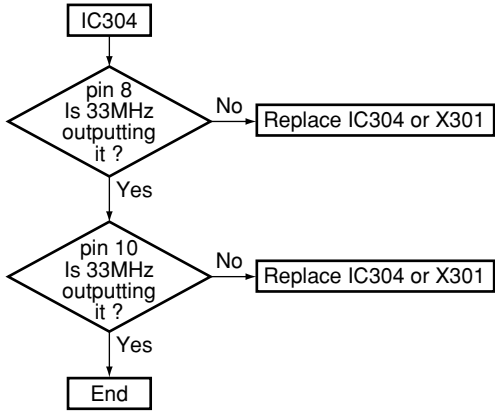 IC304
pin 8
Is 33MHz
outputting
it ?
No
Replace IC304 or X301
Yes
pin 10
Is 33MHz
outputting
it ?
No
Replace IC304 or X301
Yes
End